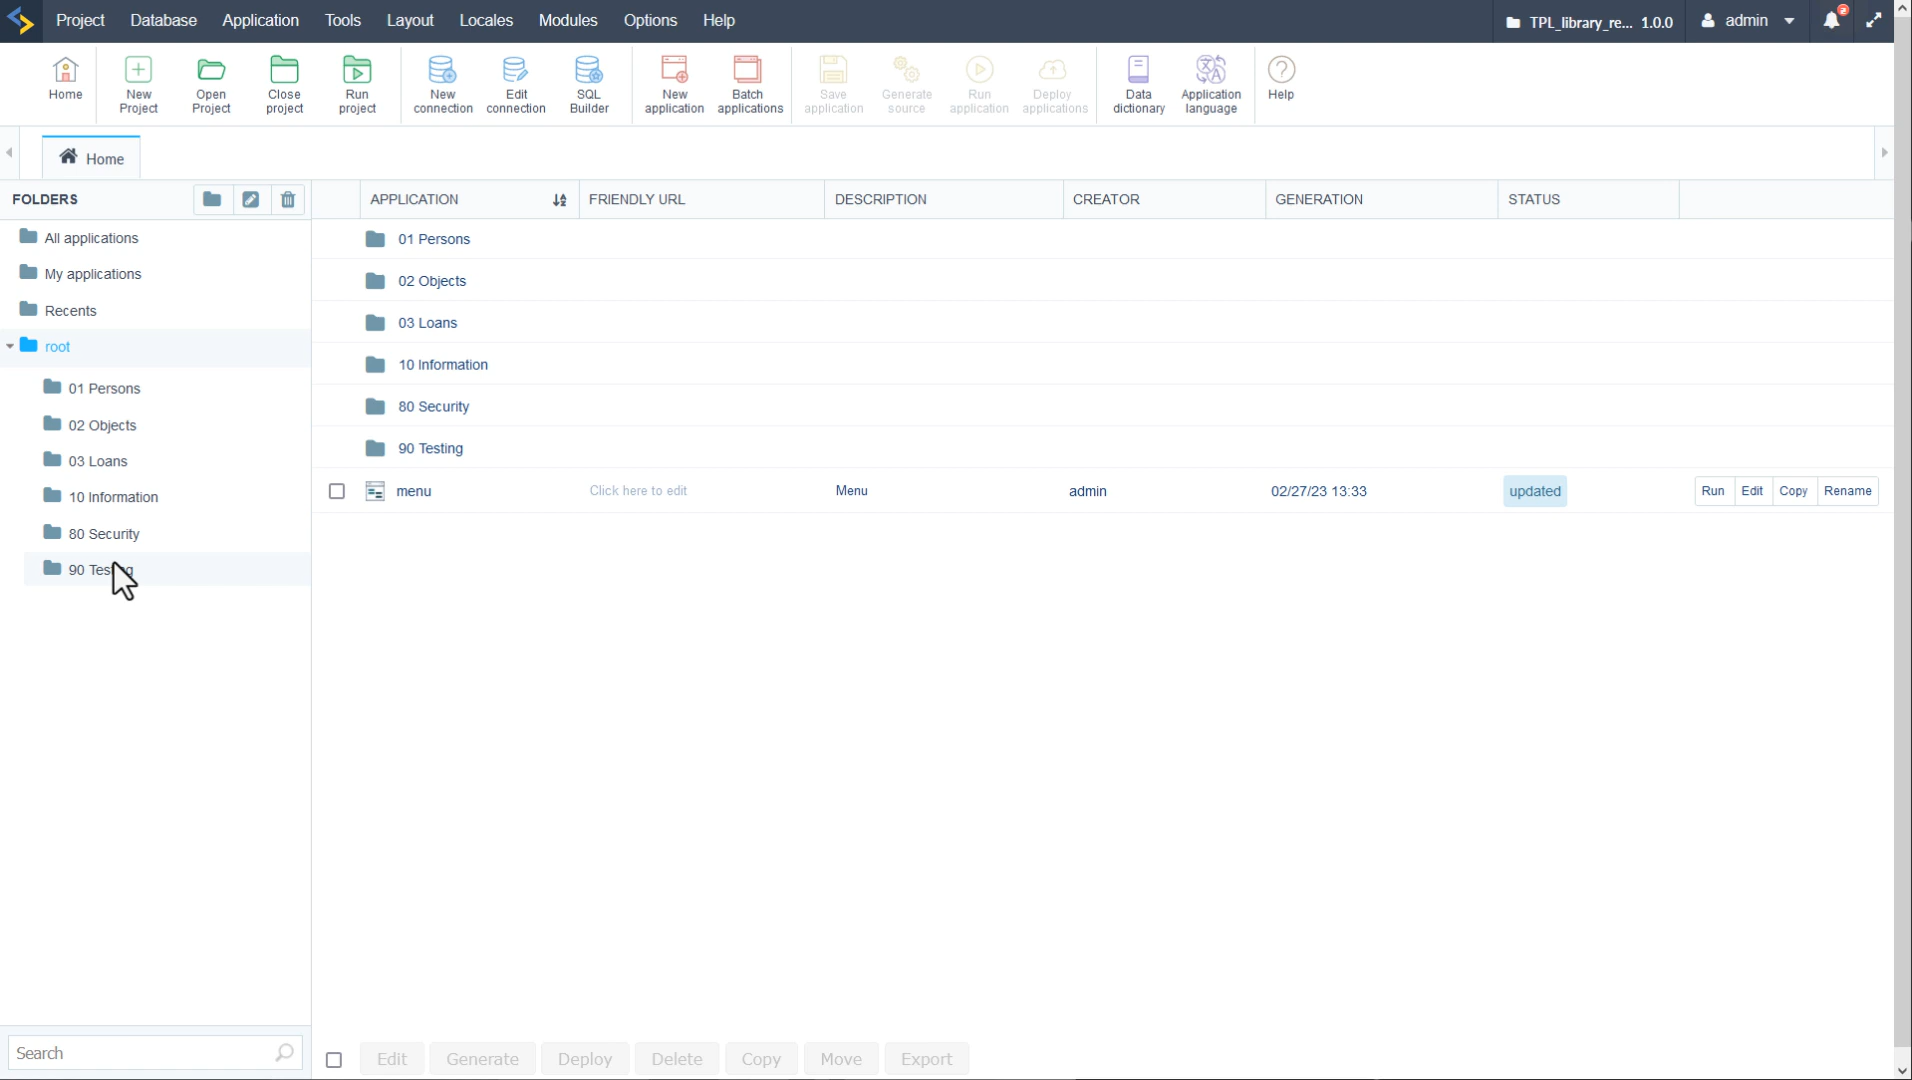 Project Database Application Tools Layout Locales Modules Options Help TPL_library_re... 1.0.0 admin 2
Home New Project Open Project Close project Run project New connection Edit connection SQL Builder New application Batch applications Save application Generate source Run application Deploy applications Data dictionary Application language Help
Home
FOLDERS APPLICATION FRIENDLY URL DESCRIPTION CREATOR GENERATION STATUS
All applications
My applications
Recents
root
01 Persons
02 Objects
03 Loans
10 Information
80 Security
90 Testing
01 Persons
02 Objects
03 Loans
10 Information
80 Security
90 Testing
menu Click here to edit Menu admin 02/27/23 13:33 updated Run Edit Copy Rename
Search Edit Generate Deploy Delete Copy Move Export